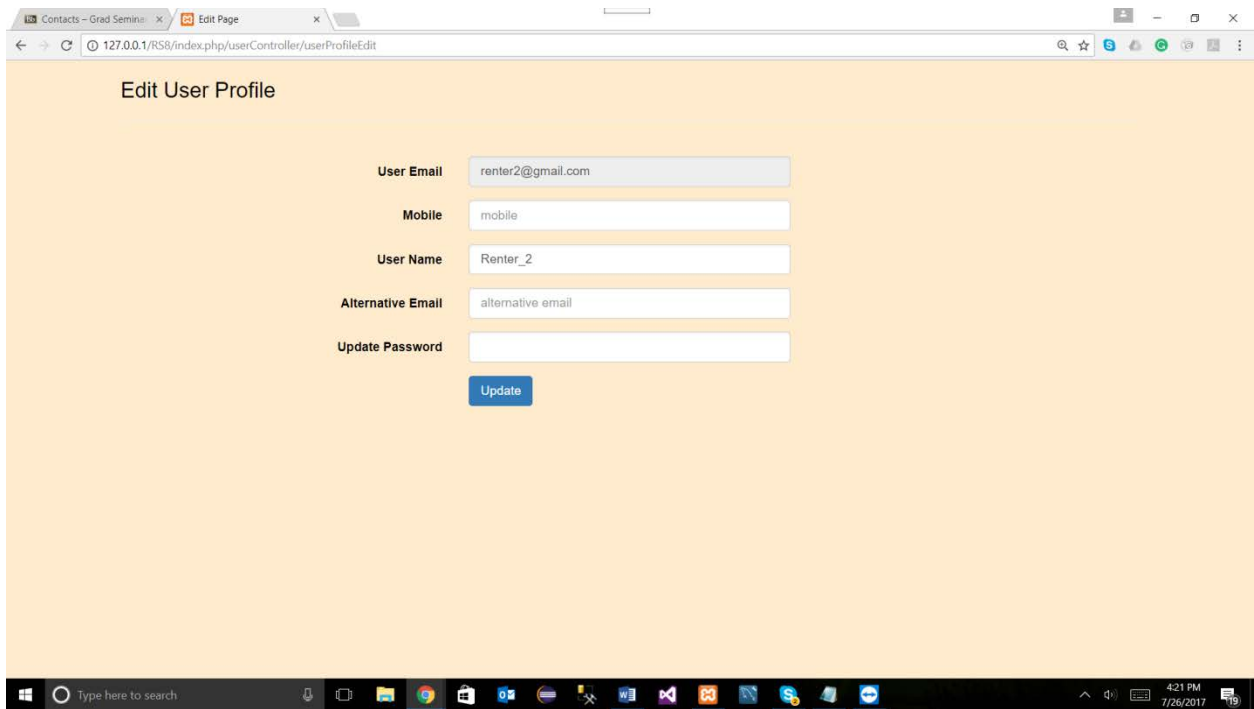 Contacts – Grad Semina
Edit Page
127.0.0.1/RS8/index.php/userController/userProfileEdit
Edit User Profile
User Email renter2@gmail.com
Mobile mobile
User Name Renter_2
Alternative Email alternative email
Update Password
Update
Type here to search
4:21 PM
7/26/2017
19